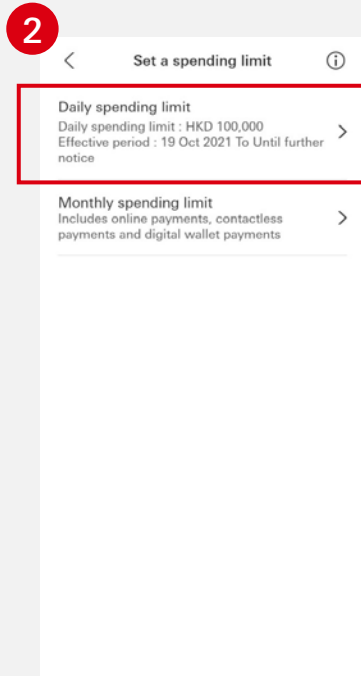 2
Set a spending limit
Daily spending limit
Daily spending limit : HKD 100,000
Effective period : 19 Oct 2021 To Until further
notice
Monthly spending limit
Includes online payments, contactless
payments and digital wallet payments